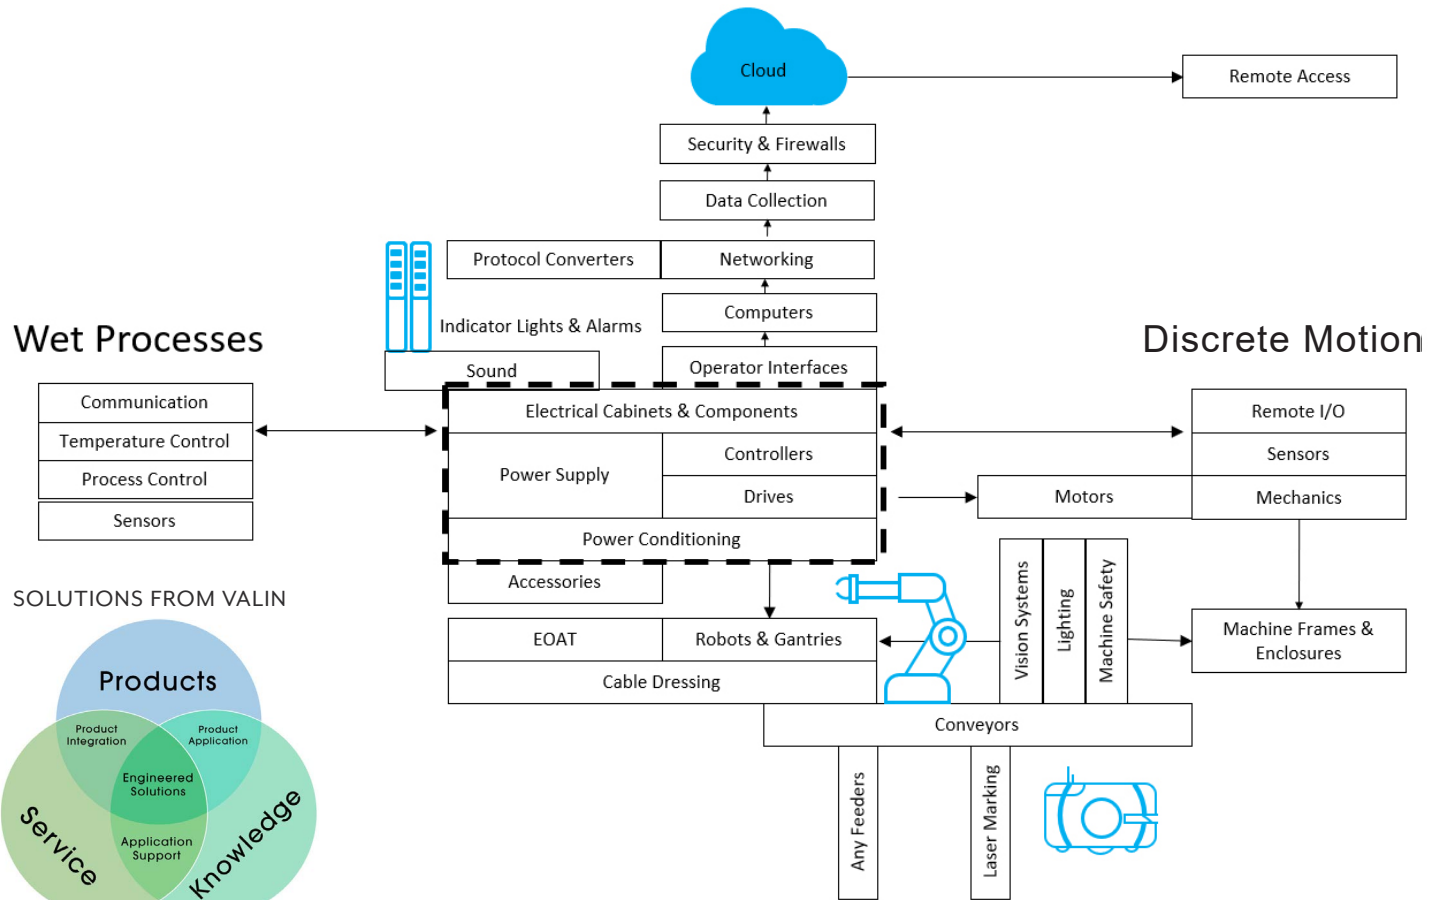 Cloud
Remote Access
Security & Firewalls
Data Collection
Protocol Converters
Networking
Computers
Indicator Lights & Alarms
Sound
Operator Interfaces
Wet Processes
Communication
Temperature Control
Process Control
Sensors
Electrical Cabinets & Components
Power Supply
Controllers
Drives
Power Conditioning
Accessories
Discrete Motion
Remote I/O
Sensors
Motors
Mechanics
EOAT
Robots & Gantries
Cable Dressing
Vision Systems
Lighting
Machine Safety
Machine Frames &
Enclosures
Conveyors
Any Feeders
Laser Marking
SOLUTIONS FROM VALIN
Products
Product
Integration
Product
Application
Engineered
Solutions
Service
Application
Support
Knowledge